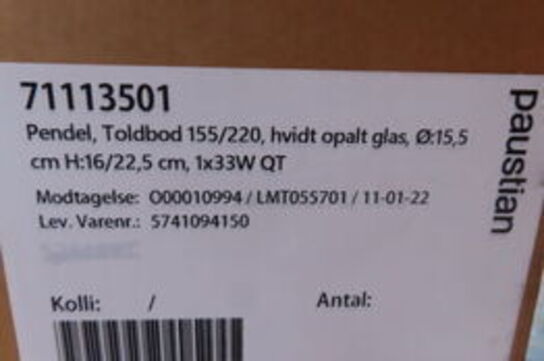 71113501
Pendel, Toldbod 155/220, hvidt opalt glas, Ø:15,5
cm H:16/22,5 cm, 1x33W QT
Modtagelse: O00010994 / LMT055701 / 11-01-22
Lev. Varenr.: 5741094150
Kolli: /
Antal:
paustian